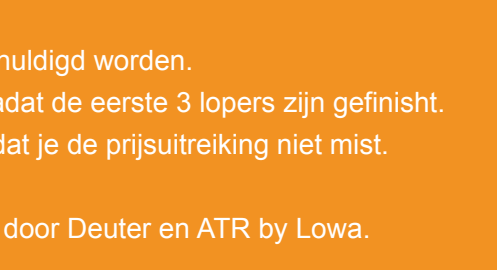 huldigd worden.
dat de eerste 3 lopers zijn gefinisht.
dat je de prijsuitreiking niet mist.
door Deuter en ATR by Lowa.